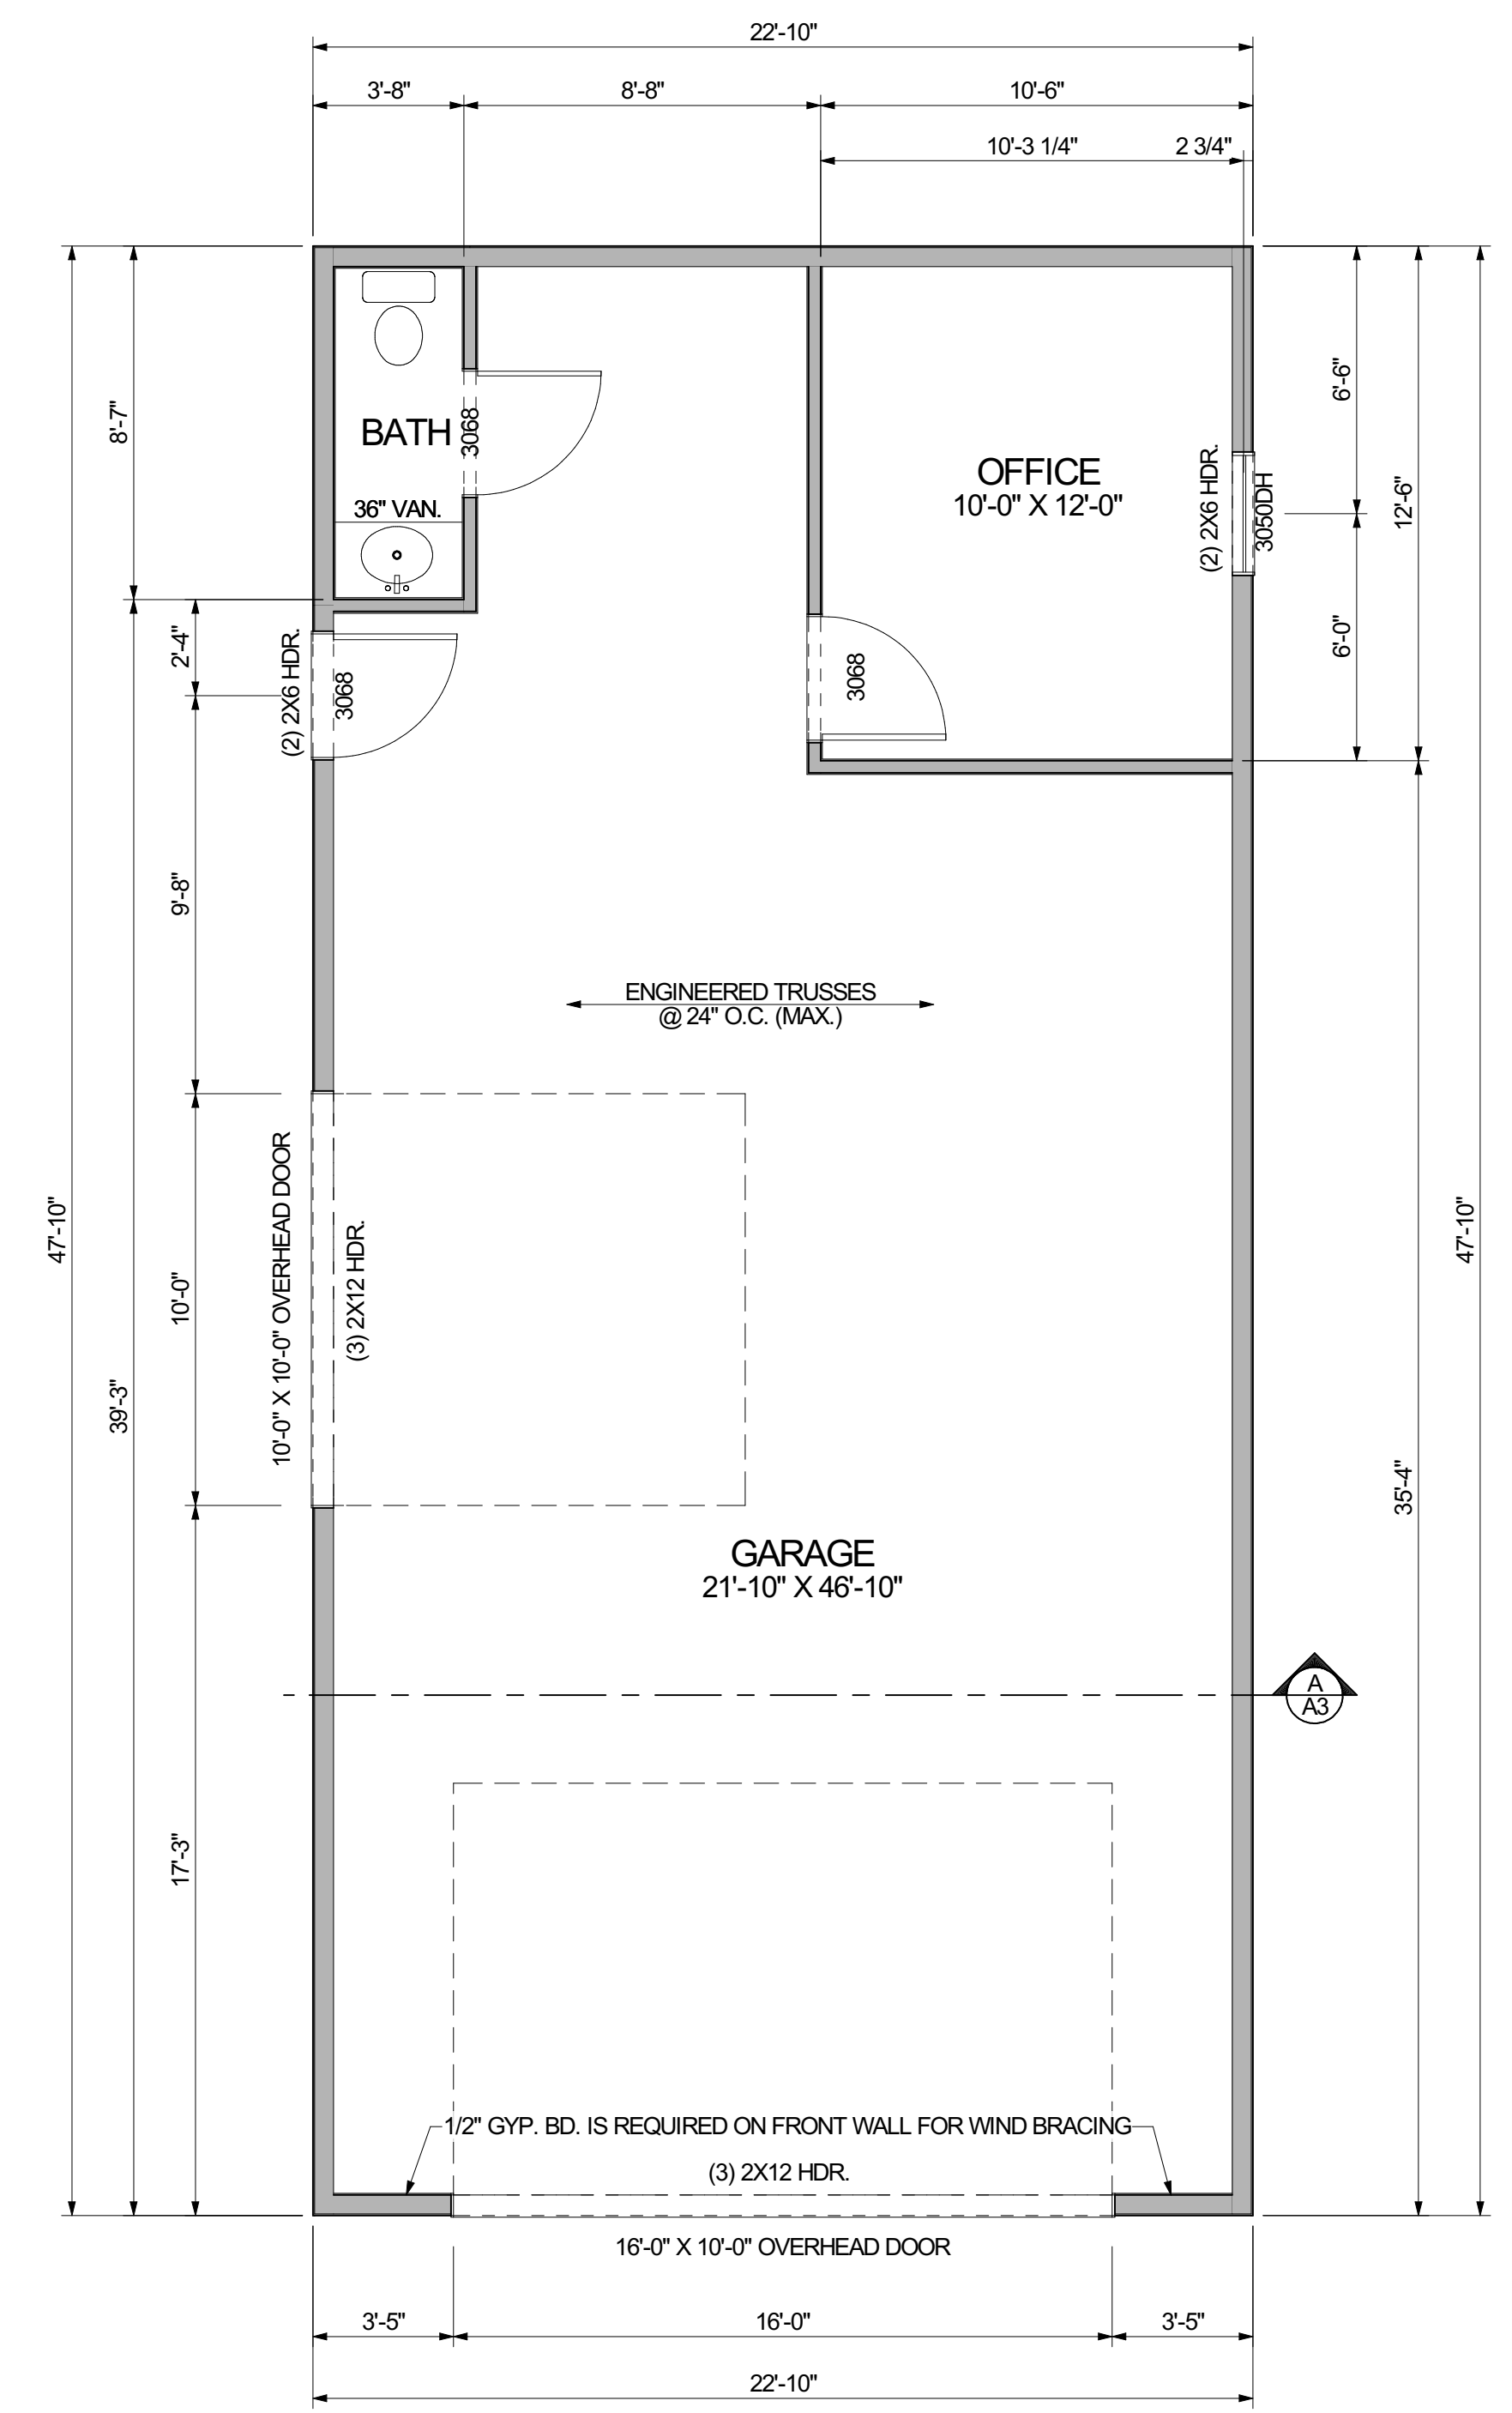 22'-10"
3'-8"
8'-8"
10'-6"
10'-3 1/4"
2 3/4"
8'-7"
BATH
3068
36" VAN.
OFFICE
10'-0" X 12'-0"
(2) 2X6 HDR.
3050DH
6'-6"
12'-6"
6'-0"
2'-4"
(2) 2X6 HDR.
3068
3068
9'-8"
ENGINEERED TRUSSES
@ 24" O.C. (MAX.)
47'-10"
39'-3"
10'-0"
10'-0" X 10'-0" OVERHEAD DOOR
(3) 2X12 HDR.
47'-10"
35'-4"
GARAGE
21'-10" X 46'-10"
A
A3
17'-3"
1/2" GYP. BD. IS REQUIRED ON FRONT WALL FOR WIND BRACING
(3) 2X12 HDR.
16'-0" X 10'-0" OVERHEAD DOOR
3'-5"
16'-0"
3'-5"
22'-10"